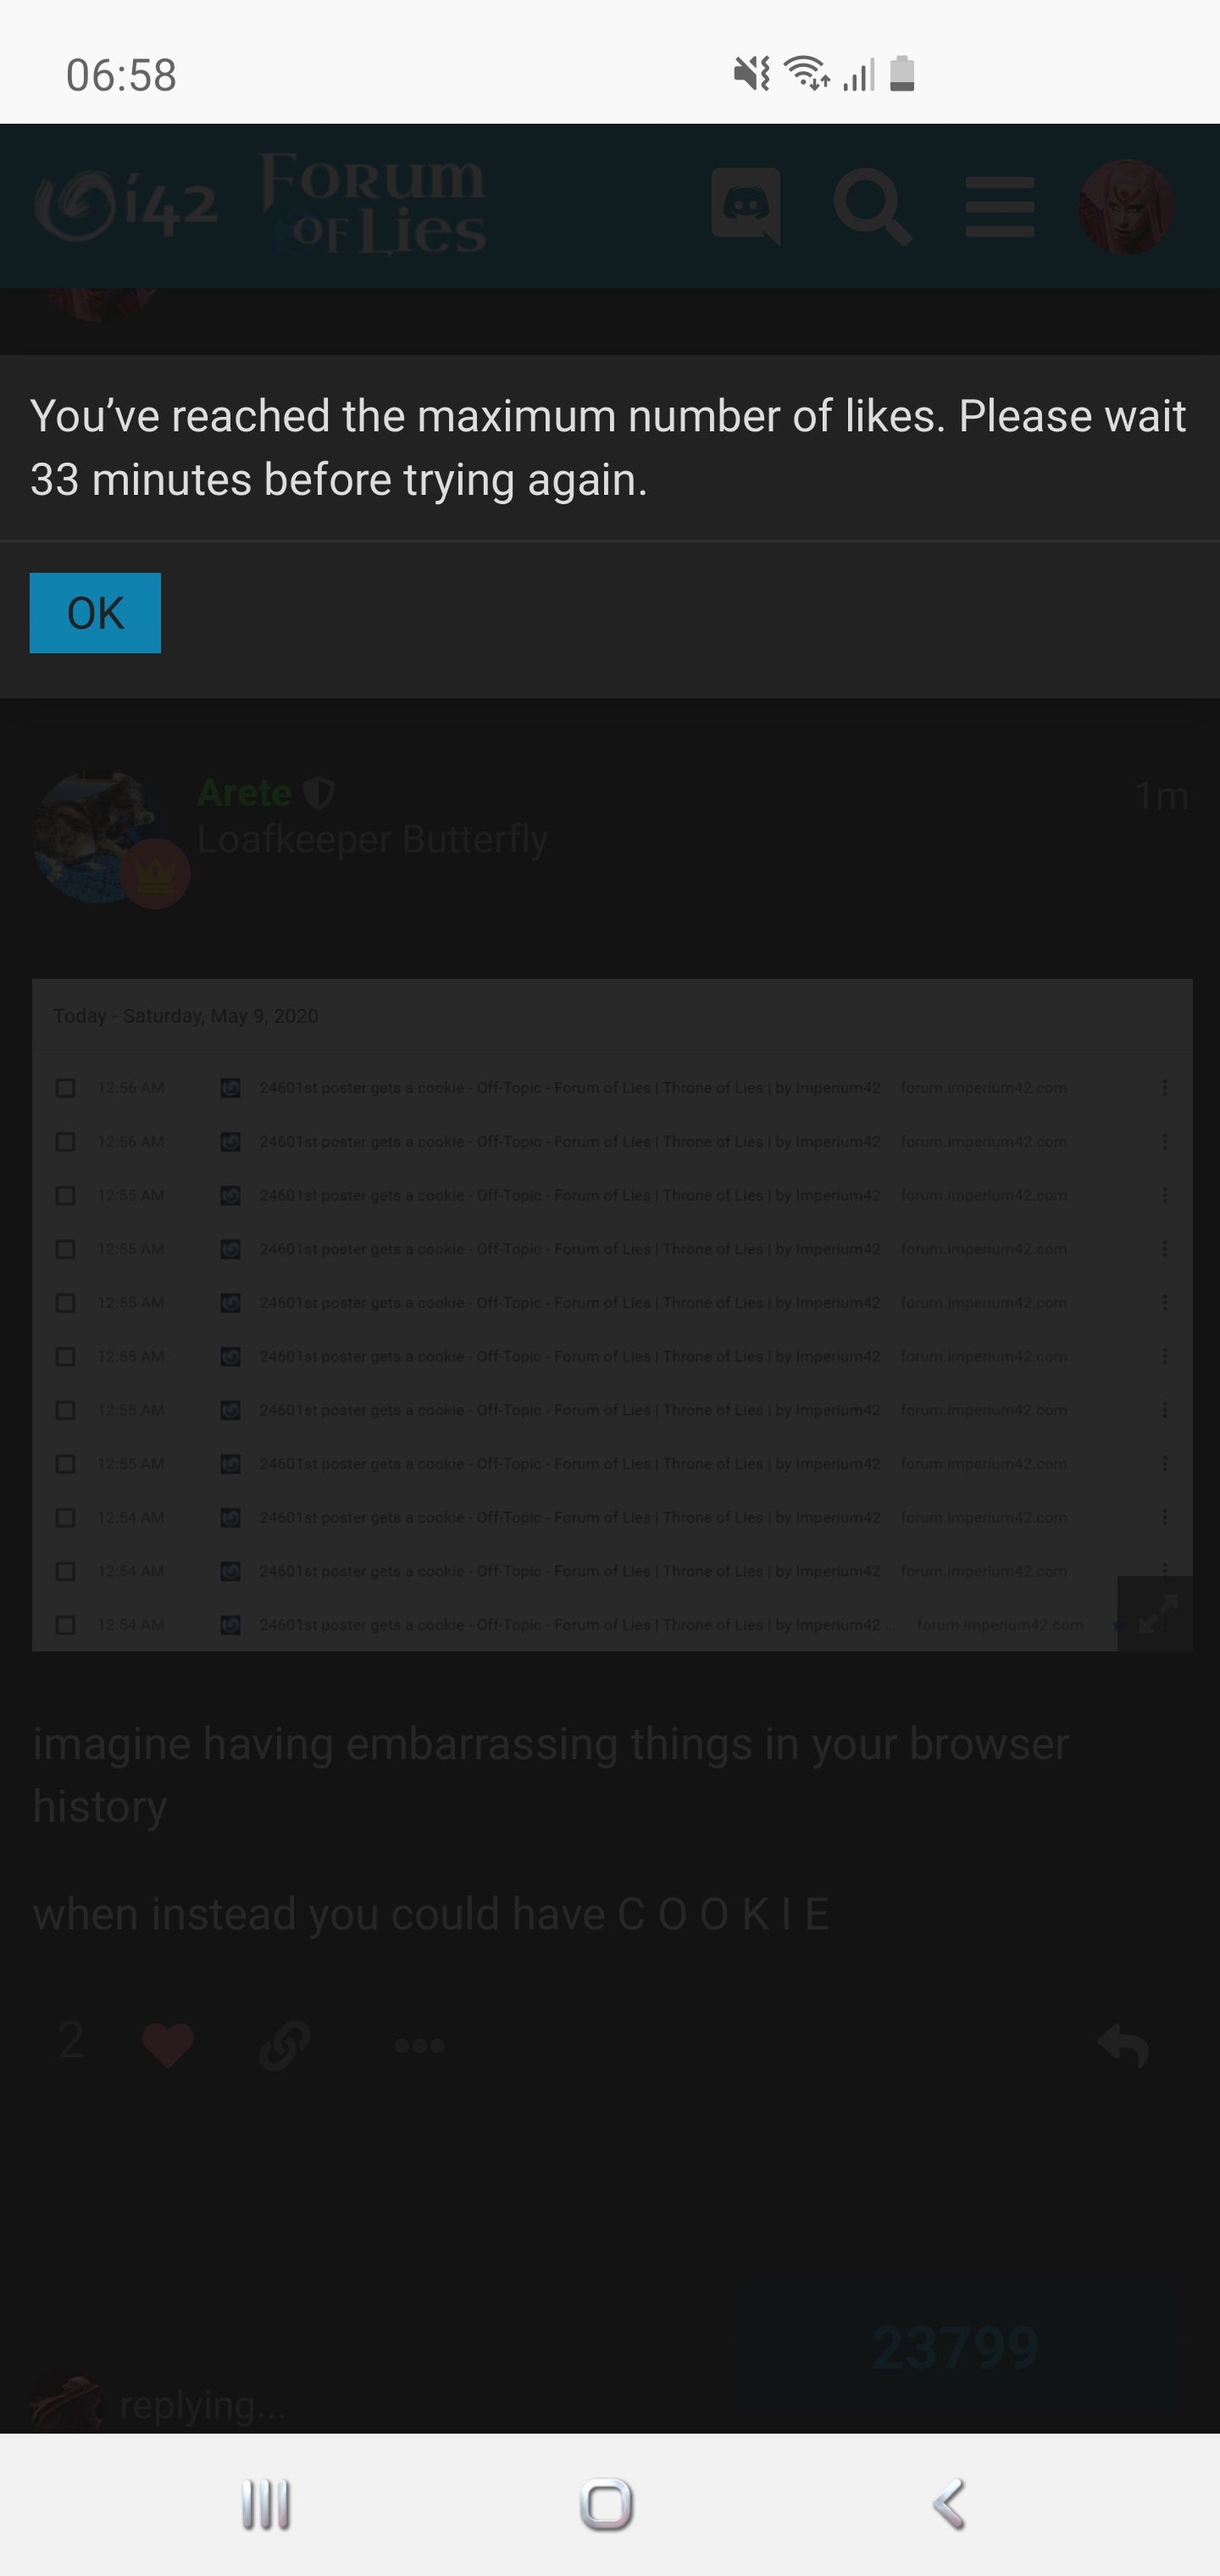 06:58
í42 Forum of Lies
You've reached the maximum number of likes. Please wait
33 minutes before trying again.
OK
Arete 1m
Loafkeeper Butterfly
Today - Saturday, May 9, 2020
12:56 AM 24601st poster gets a cookie - Off-Topic - Forum of Lies | Throne of Lies | by Imperium42 forum.imperium42.com
12:56 AM 24601st poster gets a cookie - Off-Topic - Forum of Lies | Throne of Lies | by Imperium42 forum.imperium42.com
12:55 AM 24601st poster gets a cookie - Off-Topic - Forum of Lies | Throne of Lies | by Imperium42 forum.imperium42.com
12:55 AM 24601st poster gets a cookie - Off-Topic - Forum of Lies | Throne of Lies | by Imperium42 forum.imperium42.com
12:55 AM 24601st poster gets a cookie - Off-Topic - Forum of Lies | Throne of Lies | by Imperium42 forum.imperium42.com
12:55 AM 24601st poster gets a cookie - Off-Topic - Forum of Lies | Throne of Lies | by Imperium42 forum.imperium42.com
12:55 AM 24601st poster gets a cookie - Off-Topic - Forum of Lies | Throne of Lies | by Imperium42 forum.imperium42.com
12:55 AM 24601st poster gets a cookie - Off-Topic - Forum of Lies | Throne of Lies | by Imperium42 forum.imperium42.com
12:54 AM 24601st poster gets a cookie - Off-Topic - Forum of Lies | Throne of Lies | by Imperium42 forum.imperium42.com
12:54 AM 24601st poster gets a cookie - Off-Topic - Forum of Lies | Throne of Lies | by Imperium42 forum.imperium42.com
12:54 AM 24601st poster gets a cookie - Off-Topic - Forum of Lies | Throne of Lies | by Imperium42 ... forum.imperium42.com
imagine having embarrassing things in your browser
history
when instead you could have C O O K I E
2
23799
replying...